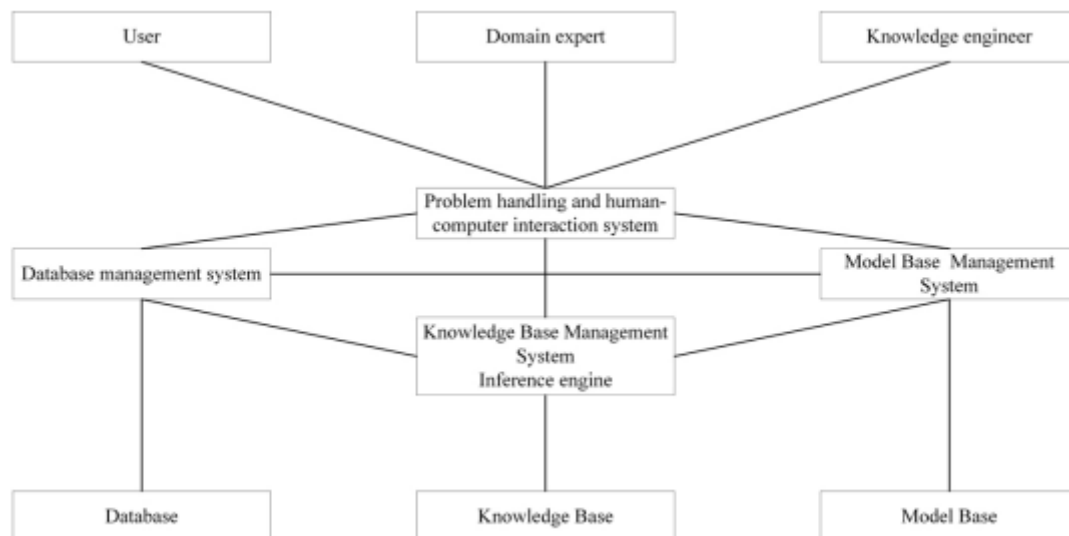 User
Domain expert
Knowledge engineer
Problem handling and human-
computer interaction system
Database management system
Model Base Management
System
Knowledge Base Management
System
Inference engine
Database
Knowledge Base
Model Base